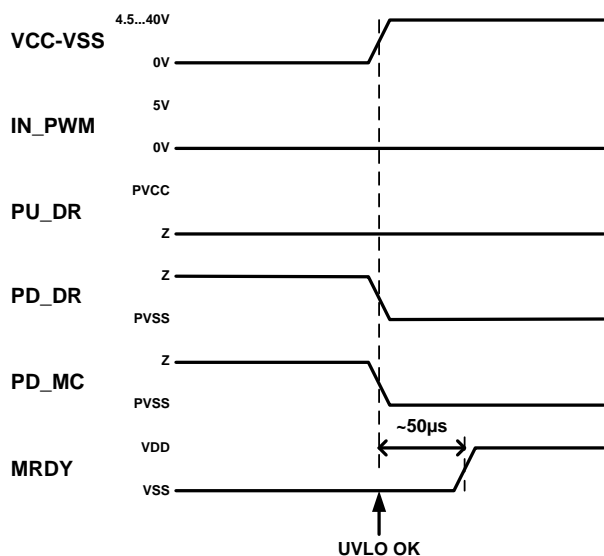 4.5...40V
VCC-VSS
0V
5V
IN_PWM
0V
PVCC
PU_DR
Z
Z
PD_DR
PVSS
Z
PD_MC
PVSS
~50µs
VDD
MRDY
VSS
UVLO OK